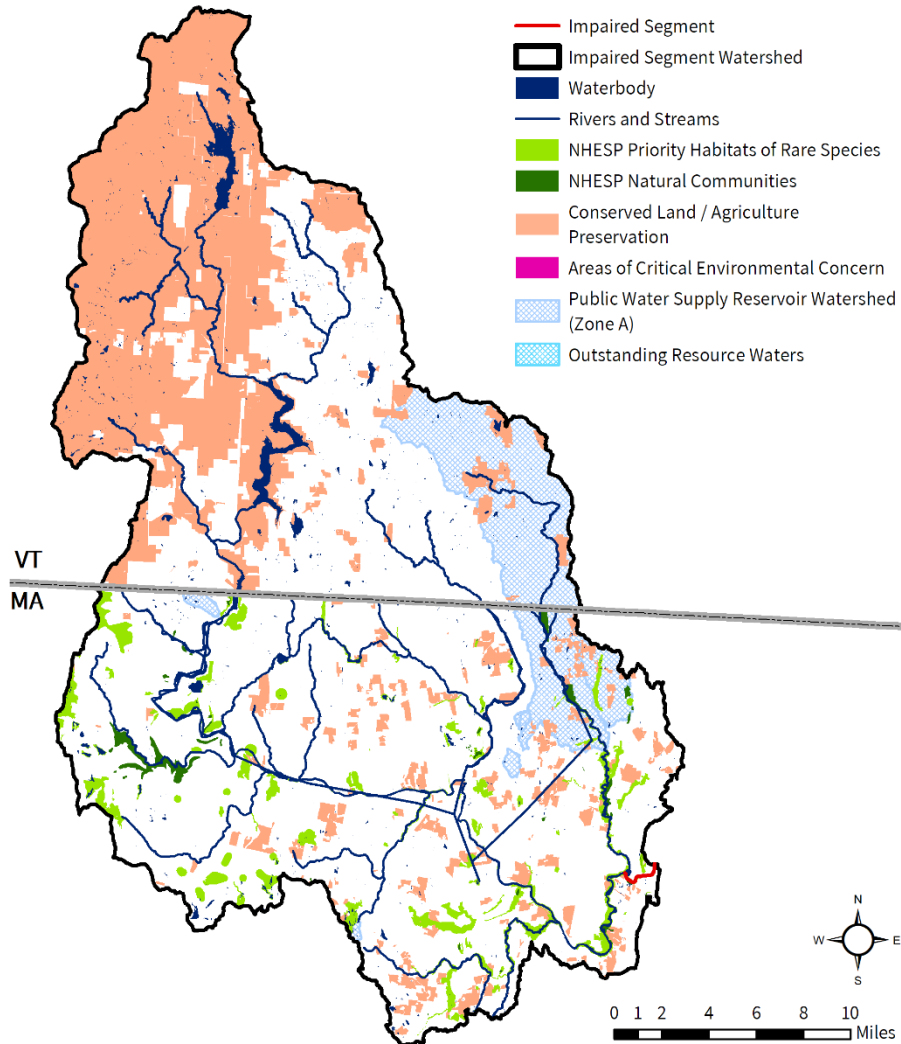 Impaired Segment
Impaired Segment Watershed
Waterbody
Rivers and Streams
NHESP Priority Habitats of Rare Species
NHESP Natural Communities
Conserved Land / Agriculture
Preservation
Areas of Critical Environmental Concern
Public Water Supply Reservoir Watershed
(Zone A)
Outstanding Resource Waters
VT
MA
N
W E
S
0 1 2 4 6 8 10
Miles